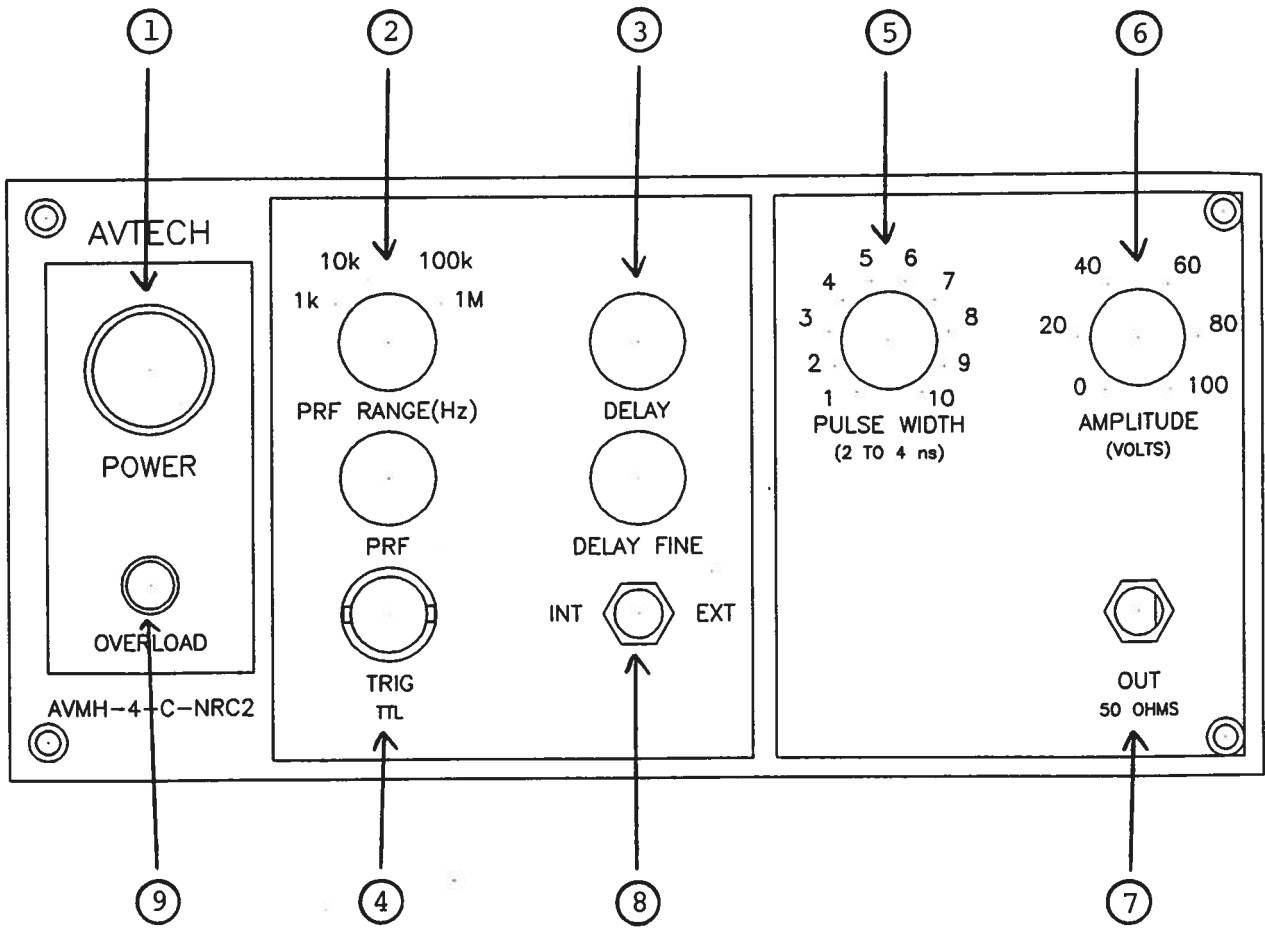 1
2
3
5
6
AVTECH
10k 100k
1k 1M
PRF RANGE(Hz)
PRF
DELAY
DELAY FINE
5 6
4 7
3 8
2 9
1 10
PULSE WIDTH
(2 TO 4 ns)
40 60
20 80
0 100
AMPLITUDE
(VOLTS)
POWER
OVERLOAD
AVMH-4-C-NRC2
TRIG
TTL
INT EXT
OUT
50 OHMS
9
4
8
7